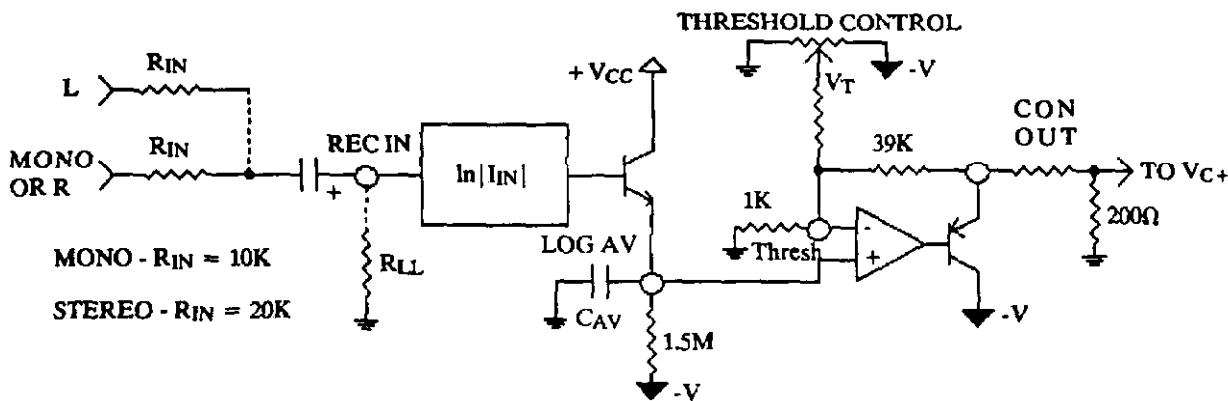 THRESHOLD CONTROL
L
RIN
+ VCC
-V
VT
CON
OUT
MONO
OR R
RIN
REC IN
+
ln|IIN|
39K
TO VC+
1K
200Ω
LOG AV
Thresh
-
+
MONO - RIN = 10K
RLL
STEREO - RIN = 20K
CAV
1.5M
-V
-V